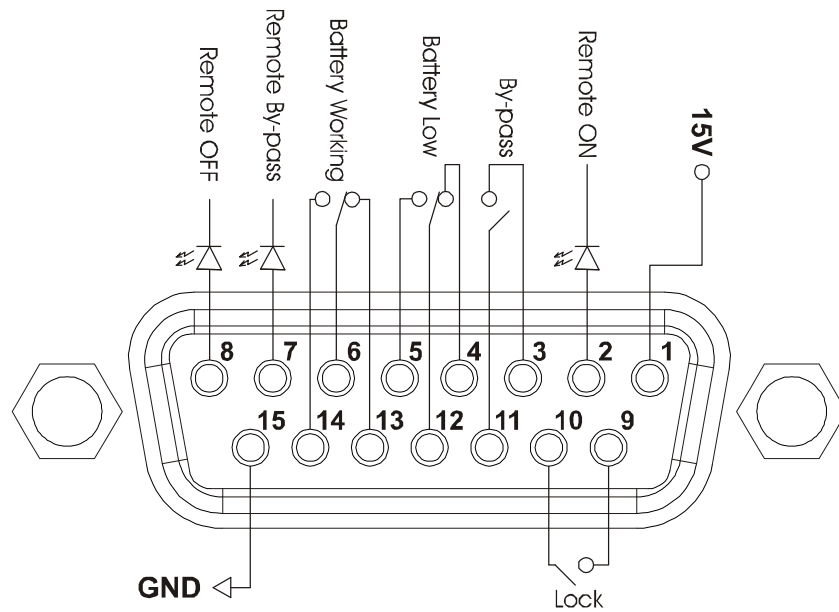 Remote OFF
Remote By-pass
Battery Working
Battery Low
By-pass
Remote ON
15V
8 7 6 5 4 3 2 1
15 14 13 12 11 10 9
GND
Lock